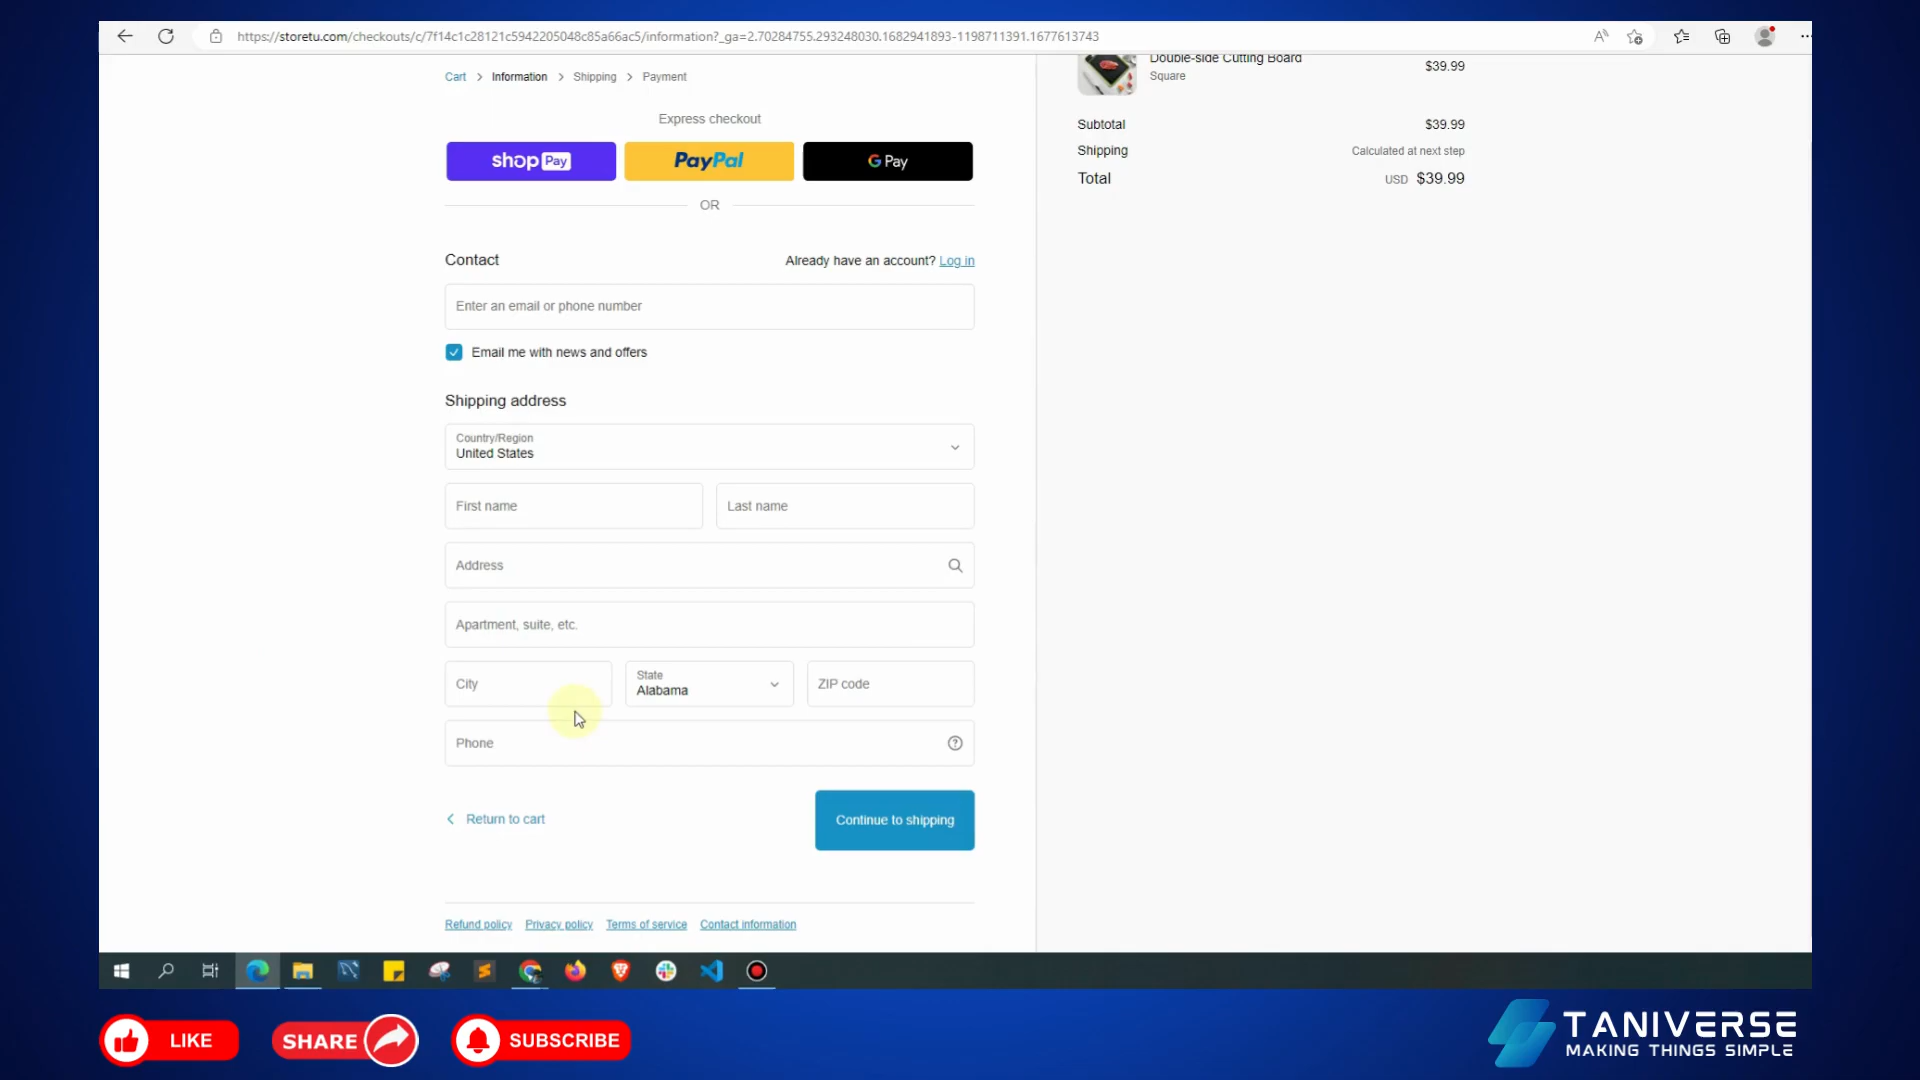 https://storetu.com/checkouts/c/7f14c1c28121c5942205048c85a66ac5/information?_ga=2.70284755.293248030.1682941893-1198711391.1677613743
Cart > Information > Shipping > Payment
Express checkout
shop Pay
PayPal
G Pay
OR
Contact
Already have an account? Log in
Enter an email or phone number
Email me with news and offers
Shipping address
Country/Region
United States
First name
Last name
Address
Apartment, suite, etc.
City
State
Alabama
ZIP code
Phone
Return to cart
Continue to shipping
Refund policy
Privacy policy
Terms of service
Contact information
Double-side Cutting Board
Square
$39.99
Subtotal
$39.99
Shipping
Calculated at next step
Total
USD $39.99
LIKE
SHARE
SUBSCRIBE
TANIVERSE
MAKING THINGS SIMPLE